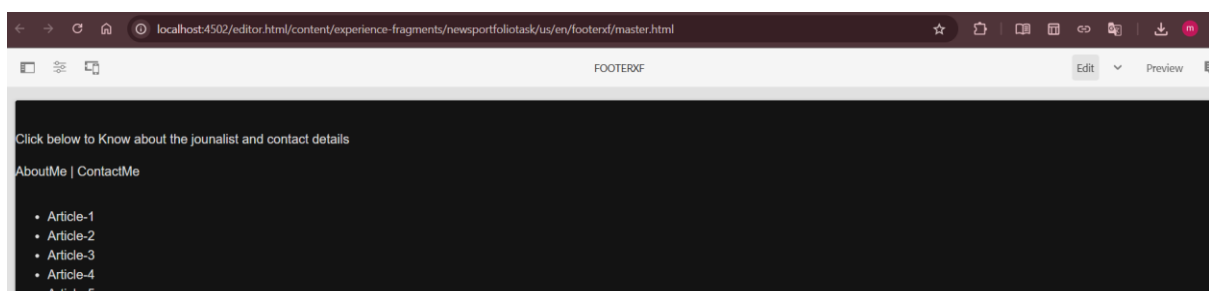 localhost:4502/editor.html/content/experience-fragments/newsportfoliotask/us/en/footerxf/master.html
m
FOOTERXF
Edit
Preview
Click below to Know about the jounalist and contact details
AboutMe | ContactMe
• Article-1
• Article-2
• Article-3
• Article-4